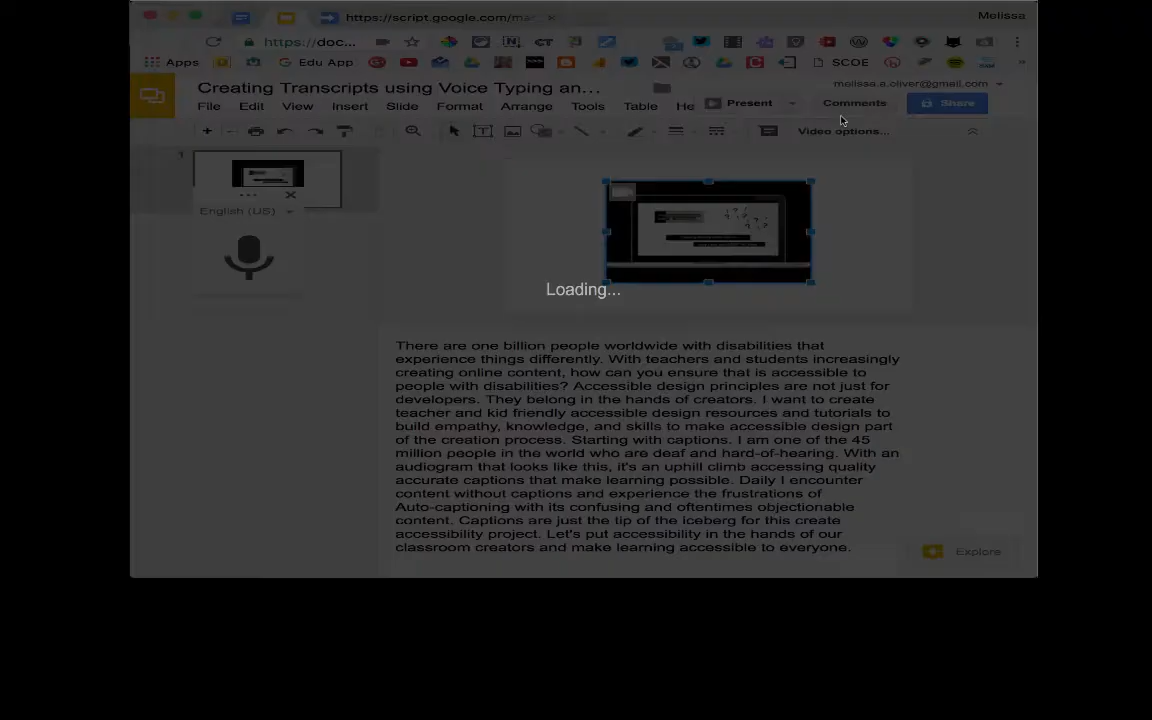 https://script.google.com/ma
Melissa
https://doc...
Apps
Edu App
SCOE
Creating Transcripts using Voice Typing an...
melissa.a.oliver@gmail.com
File Edit View Insert Slide Format Arrange Tools Table He
Present
Comments
Share
Video options...
1
English (US)
Loading...
There are one billion people worldwide with disabilities that
experience things differently. With teachers and students increasingly
creating online content, how can you ensure that is accessible to
people with disabilities? Accessible design principles are not just for
developers. They belong in the hands of creators. I want to create
teacher and kid friendly accessible design resources and tutorials to
build empathy, knowledge, and skills to make accessible design part
of the creation process. Starting with captions. I am one of the 45
million people in the world who are deaf and hard-of-hearing. With an
audiogram that looks like this, it's an uphill climb accessing quality
accurate captions that make learning possible. Daily I encounter
content without captions and experience the frustrations of
Auto-captioning with its confusing and oftentimes objectionable
content. Captions are just the tip of the iceberg for this create
accessibility project. Let's put accessibility in the hands of our
classroom creators and make learning accessible to everyone.
Explore